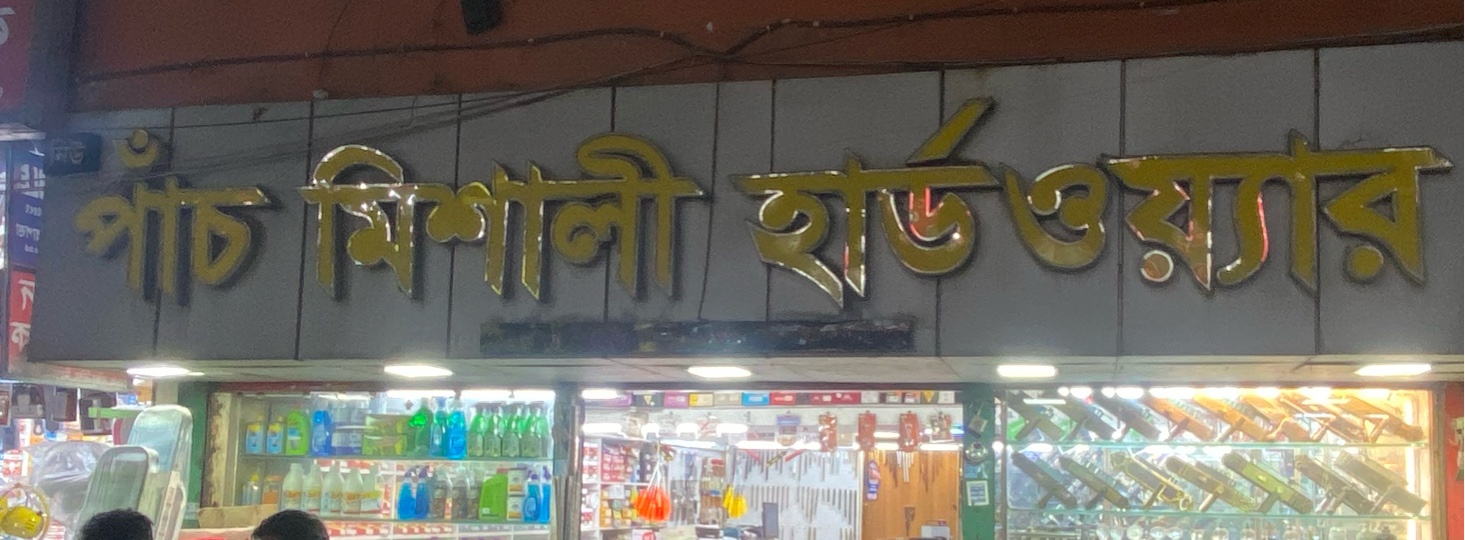 পাঁচ মিশালী হার্ডওয়্যার